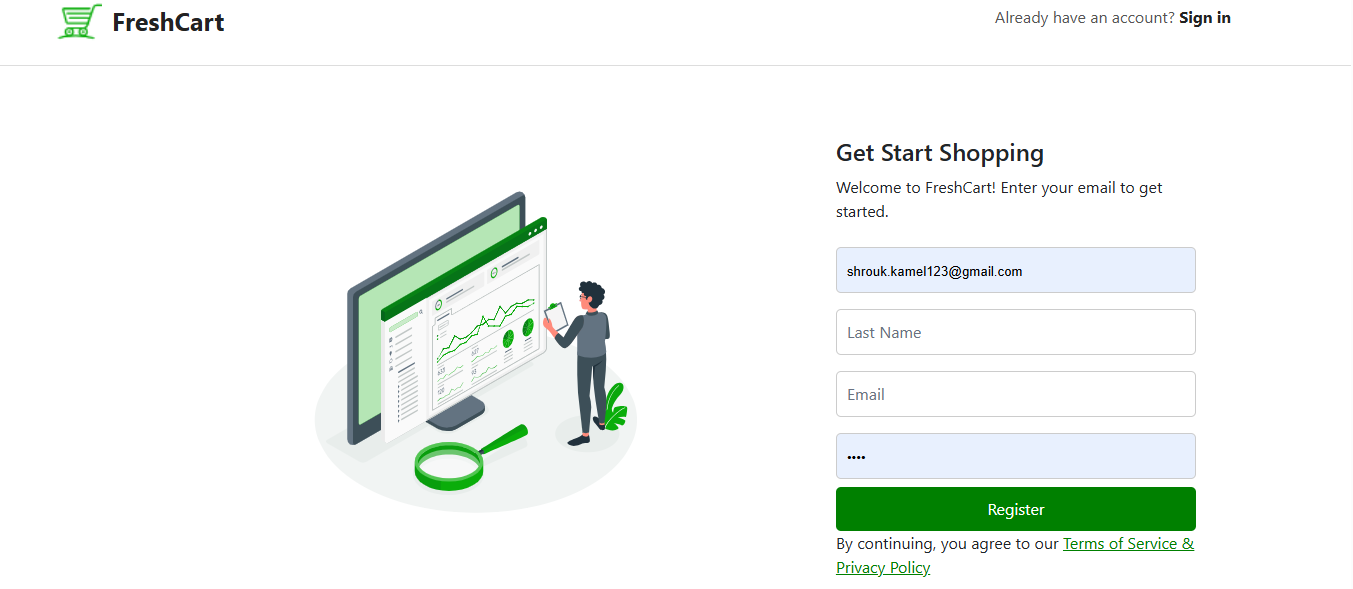 FreshCart
Already have an account? Sign in
Get Start Shopping
Welcome to FreshCart! Enter your email to get
started.
shrouk.kamel123@gmail.com
Last Name
Email
••••
Register
By continuing, you agree to our Terms of Service &
Privacy Policy